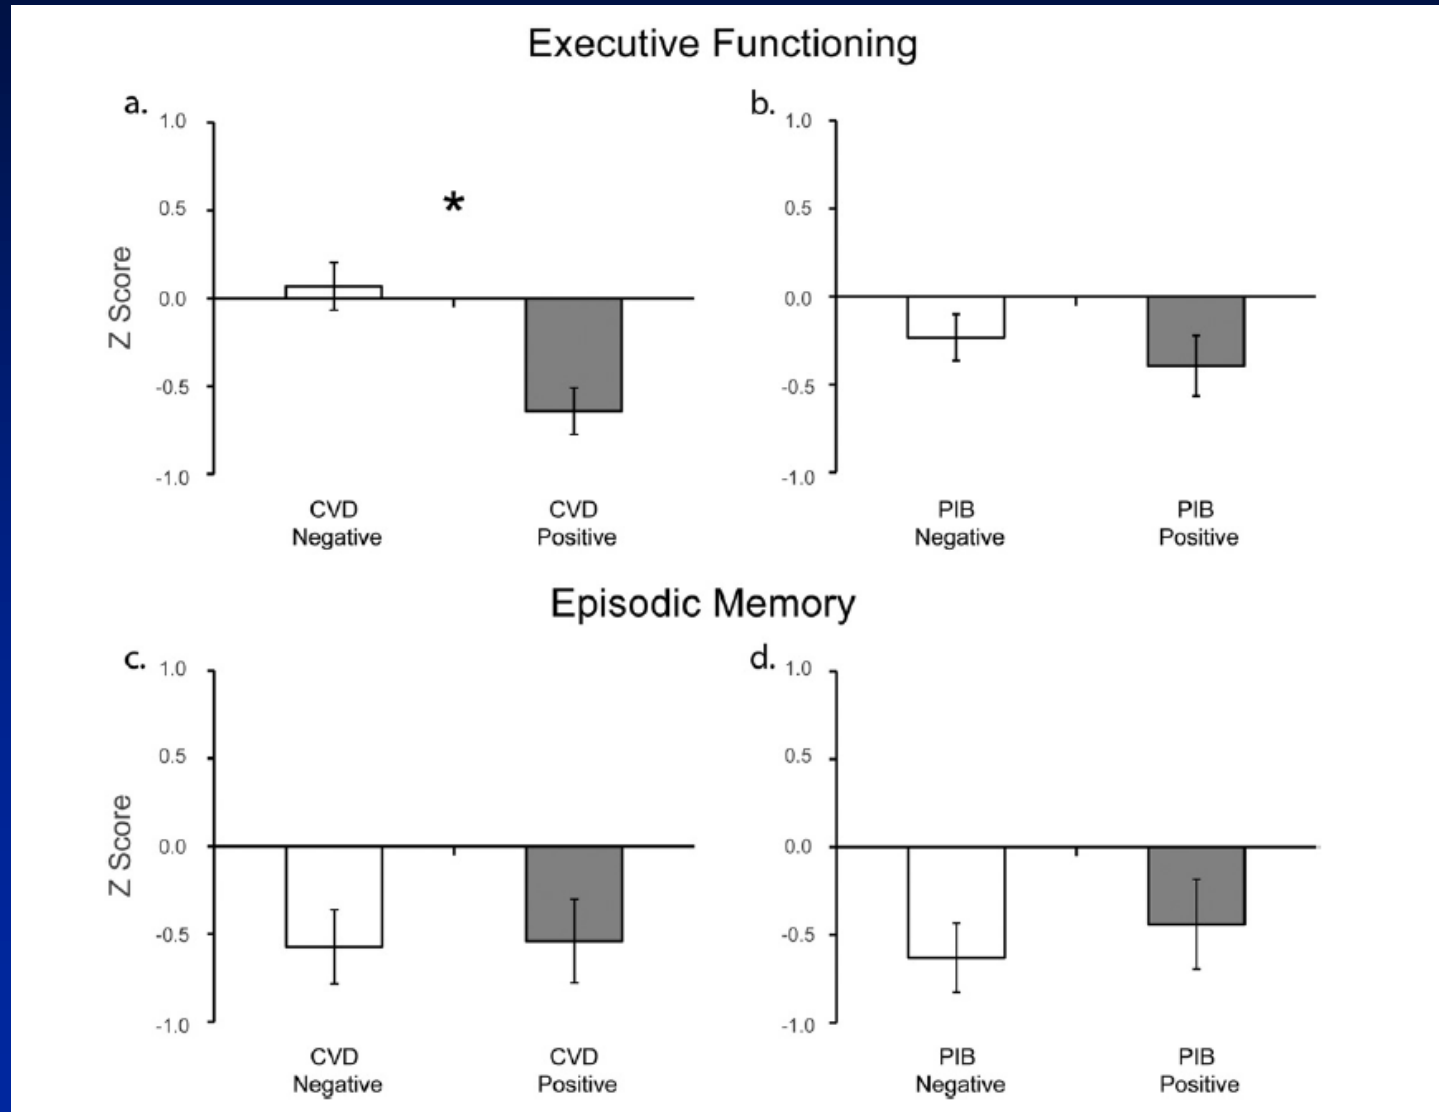 Executive Functioning
a.
1.0
0.5
*
0.0
-0.5
-1.0
Z Score
CVD
Negative
CVD
Positive
b.
1.0
0.5
0.0
-0.5
-1.0
PIB
Negative
PIB
Positive
Episodic Memory
c.
1.0
0.5
0.0
-0.5
-1.0
Z Score
CVD
Negative
CVD
Positive
d.
1.0
0.5
0.0
-0.5
-1.0
PIB
Negative
PIB
Positive